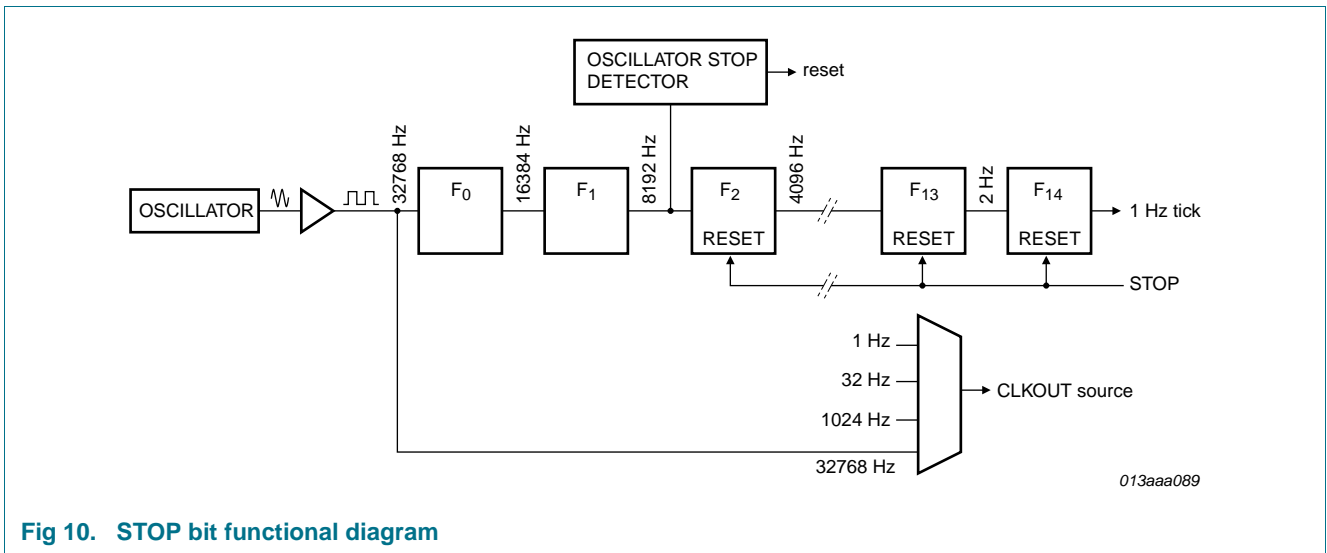 OSCILLATOR STOP
DETECTOR
reset
32768 Hz
16384 Hz
8192 Hz
4096 Hz
2 Hz
OSCILLATOR
F0
F1
F2
RESET
F13
RESET
F14
RESET
1 Hz tick
STOP
1 Hz
32 Hz
1024 Hz
32768 Hz
CLKOUT source
013aaa089
Fig 10. STOP bit functional diagram